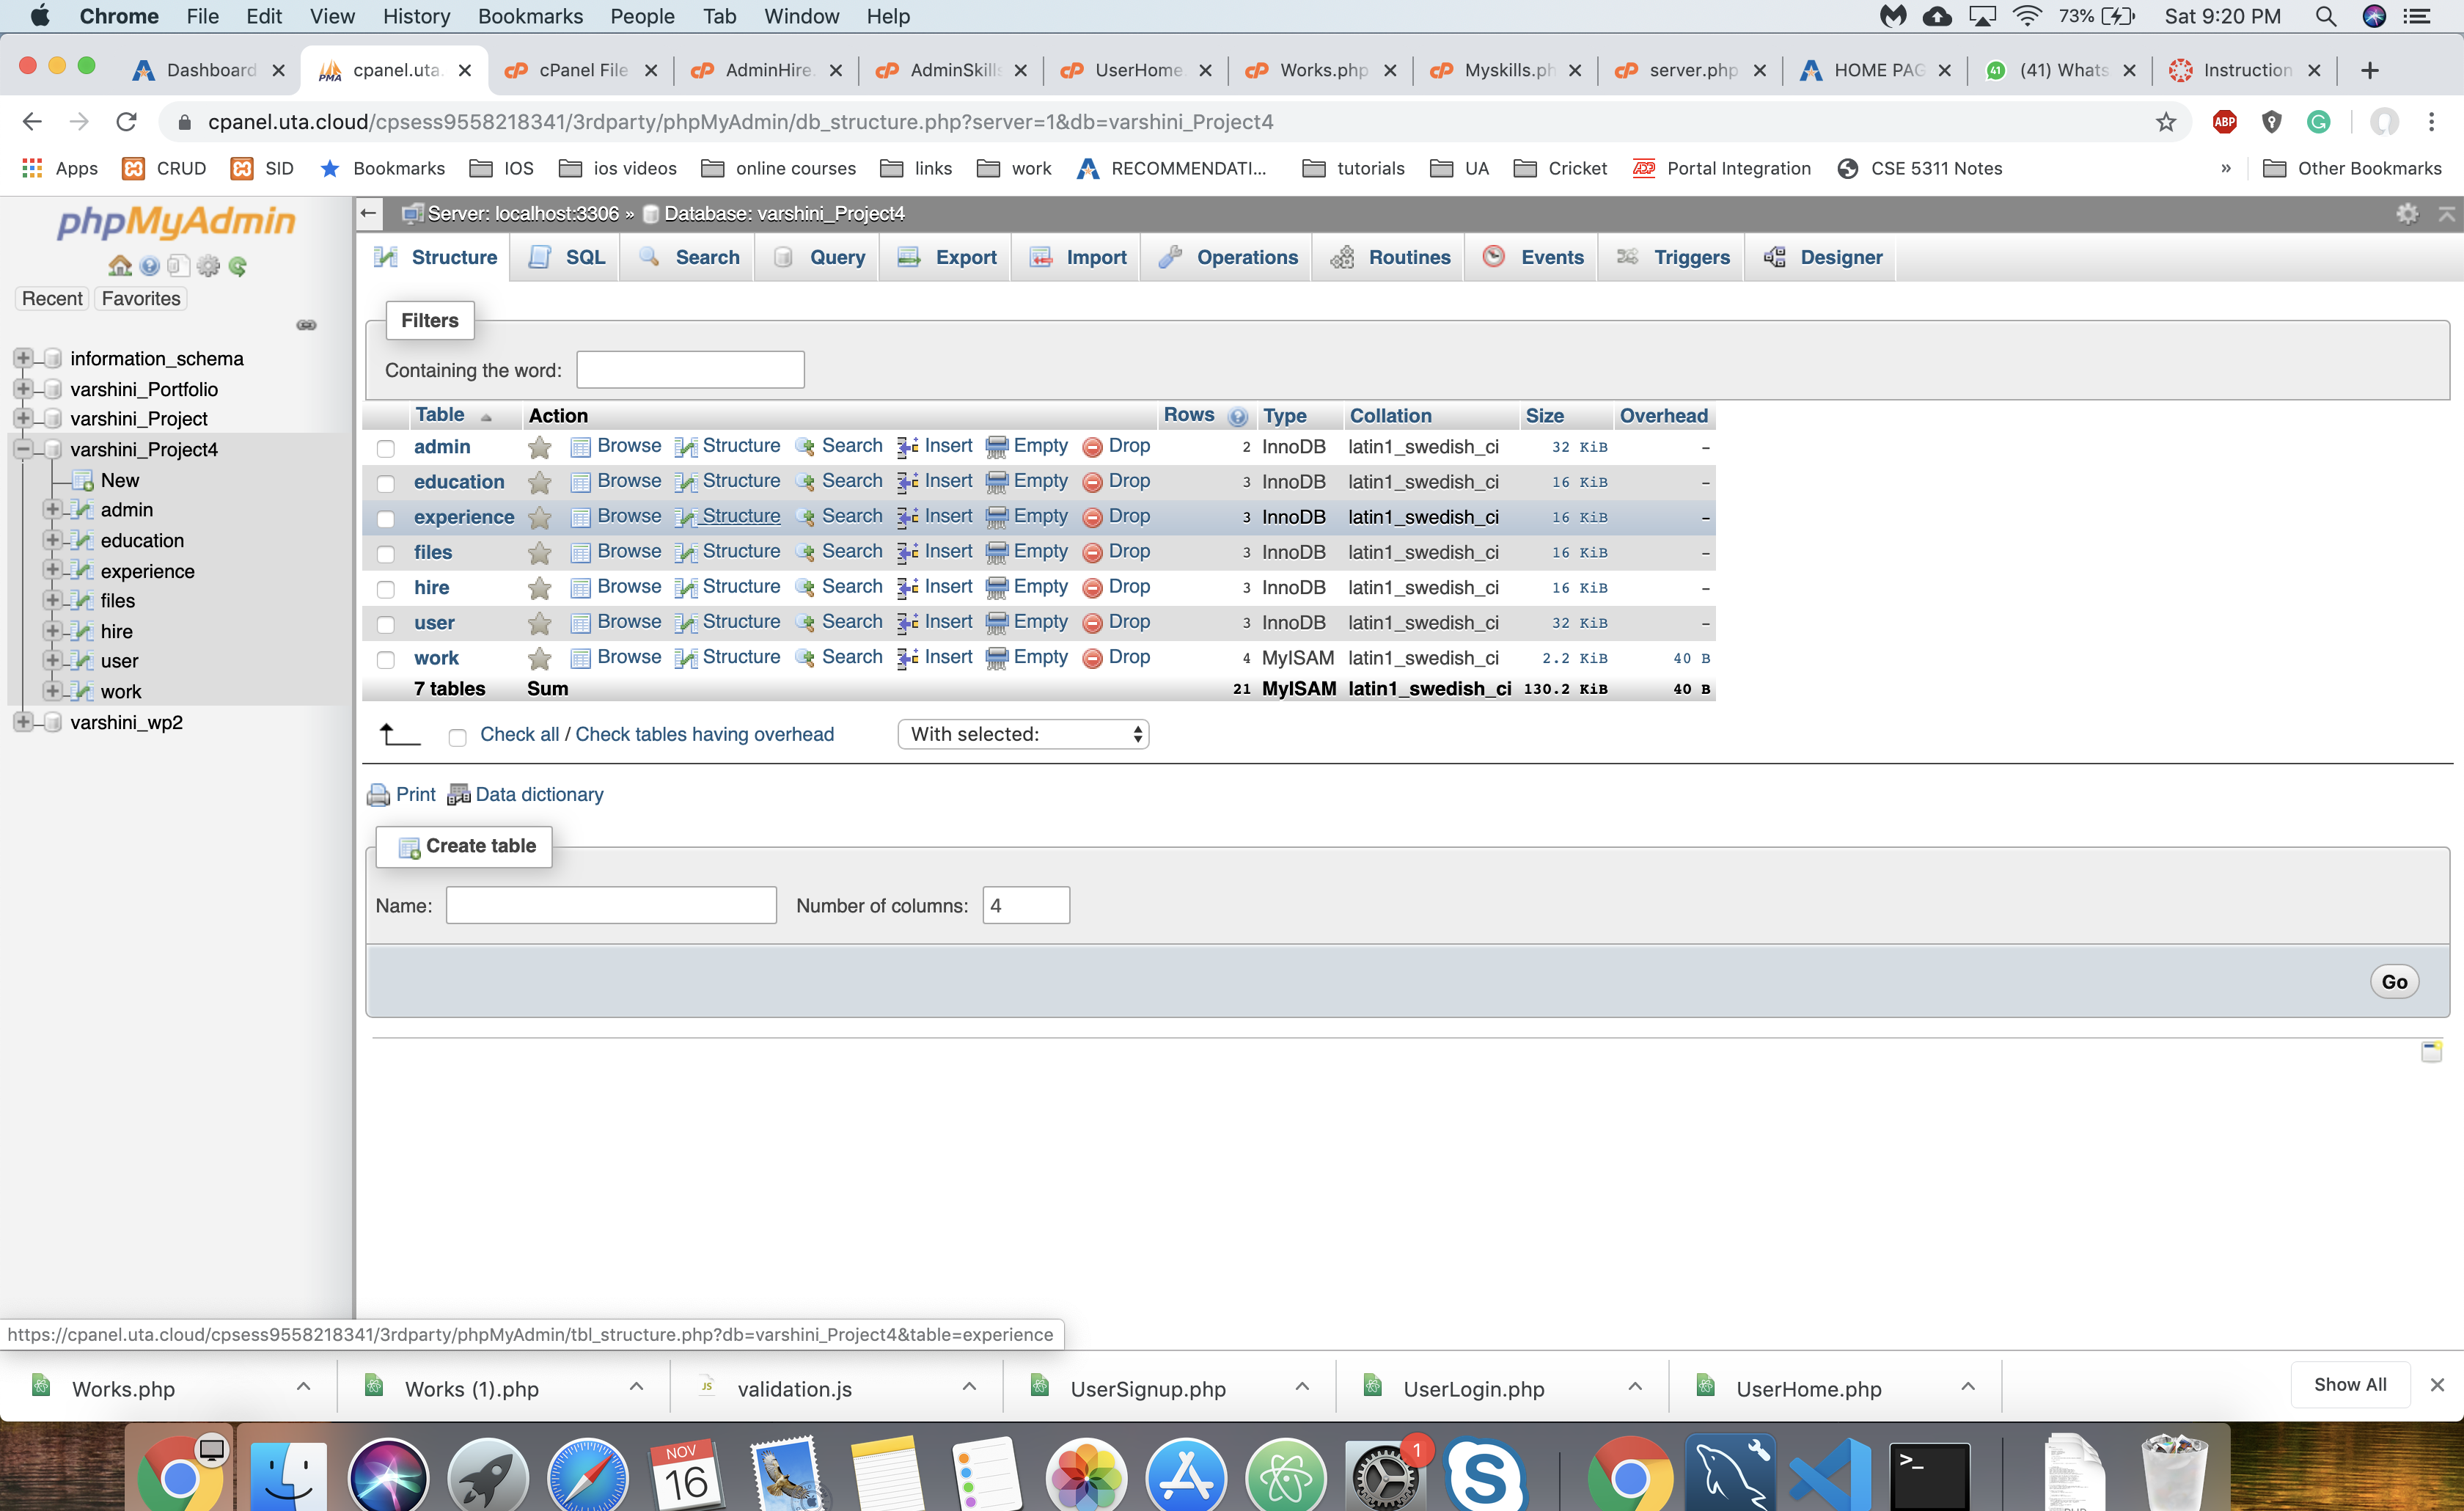 Chrome File Edit View History Bookmarks People Tab Window Help 73% Sat 9:20 PM
Dashboard cpanel.uta. cPanel File AdminHire. AdminSkills UserHome. Works.php Myskills.ph server.php HOME PAG 41 (41) Whats Instruction
cpanel.uta.cloud/cpsess9558218341/3rdparty/phpMyAdmin/db_structure.php?server=1&db=varshini_Project4 ABP
Apps CRUD SID Bookmarks IOS ios videos online courses links work RECOMMENDATI... tutorials UA Cricket ADP Portal Integration CSE 5311 Notes » Other Bookmarks
phpMyAdmin
Recent Favorites
information_schema
varshini_Portfolio
varshini_Project
varshini_Project4
New
admin
education
experience
files
hire
user
work
varshini_wp2
Server: localhost:3306 » Database: varshini_Project4
Structure SQL Search Query Export Import Operations Routines Events Triggers Designer
Filters
Containing the word:
Table Action Rows Type Collation Size Overhead
admin Browse Structure Search Insert Empty Drop 2 InnoDB latin1_swedish_ci 32 KiB –
education Browse Structure Search Insert Empty Drop 3 InnoDB latin1_swedish_ci 16 KiB –
experience Browse Structure Search Insert Empty Drop 3 InnoDB latin1_swedish_ci 16 KiB –
files Browse Structure Search Insert Empty Drop 3 InnoDB latin1_swedish_ci 16 KiB –
hire Browse Structure Search Insert Empty Drop 3 InnoDB latin1_swedish_ci 16 KiB –
user Browse Structure Search Insert Empty Drop 3 InnoDB latin1_swedish_ci 32 KiB –
work Browse Structure Search Insert Empty Drop 4 MyISAM latin1_swedish_ci 2.2 KiB 40 B
7 tables Sum 21 MyISAM latin1_swedish_ci 130.2 KiB 40 B
Check all / Check tables having overhead With selected:
Print Data dictionary
Create table
Name: Number of columns: 4
Go
https://cpanel.uta.cloud/cpsess9558218341/3rdparty/phpMyAdmin/tbl_structure.php?db=varshini_Project4&table=experience
Works.php Works (1).php JS validation.js UserSignup.php UserLogin.php UserHome.php Show All
NOV
16
1